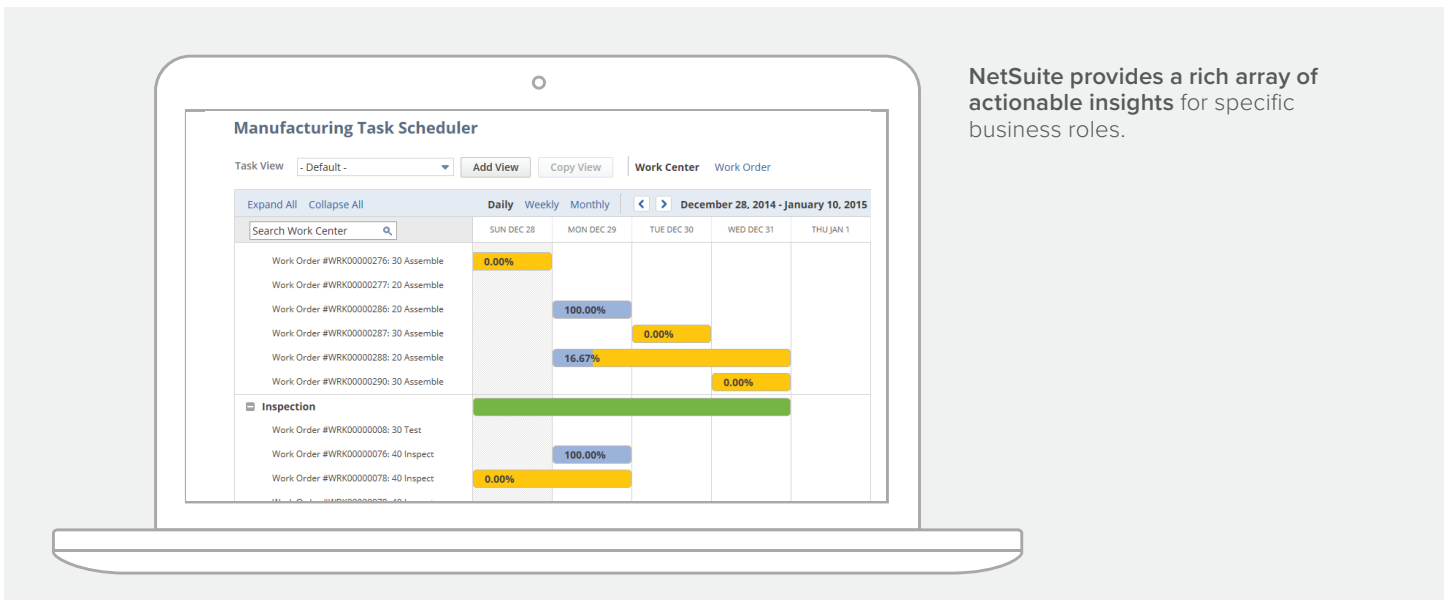 NetSuite provides a rich array of
actionable insights for specific
business roles.
Manufacturing Task Scheduler
Task View - Default - Add View Copy View Work Center Work Order
Expand All Collapse All Daily Weekly Monthly December 28, 2014 - January 10, 2015
Search Work Center SUN DEC 28 MON DEC 29 TUE DEC 30 WED DEC 31 THU JAN 1
Work Order #WRK00000276: 30 Assemble 0.00%
Work Order #WRK00000277: 20 Assemble
Work Order #WRK00000286: 20 Assemble 100.00%
Work Order #WRK00000287: 30 Assemble 0.00%
Work Order #WRK00000288: 20 Assemble 16.67%
Work Order #WRK00000290: 30 Assemble 0.00%
Inspection
Work Order #WRK00000008: 30 Test
Work Order #WRK00000076: 40 Inspect 100.00%
Work Order #WRK00000078: 40 Inspect 0.00%